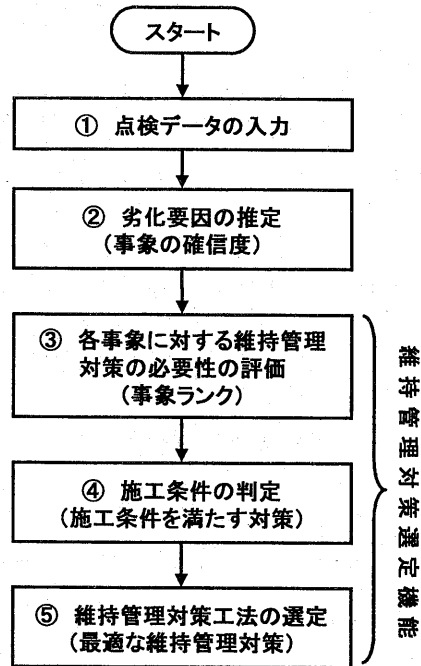 スタート
① 点検データの入力
② 劣化要因の推定
(事象の確信度)
③ 各事象に対する維持管理
対策の必要性の評価
(事象ランク)
④ 施工条件の判定
(施工条件を満たす対策)
⑤ 維持管理対策工法の選定
(最適な維持管理対策)
維持管理対策選定機能